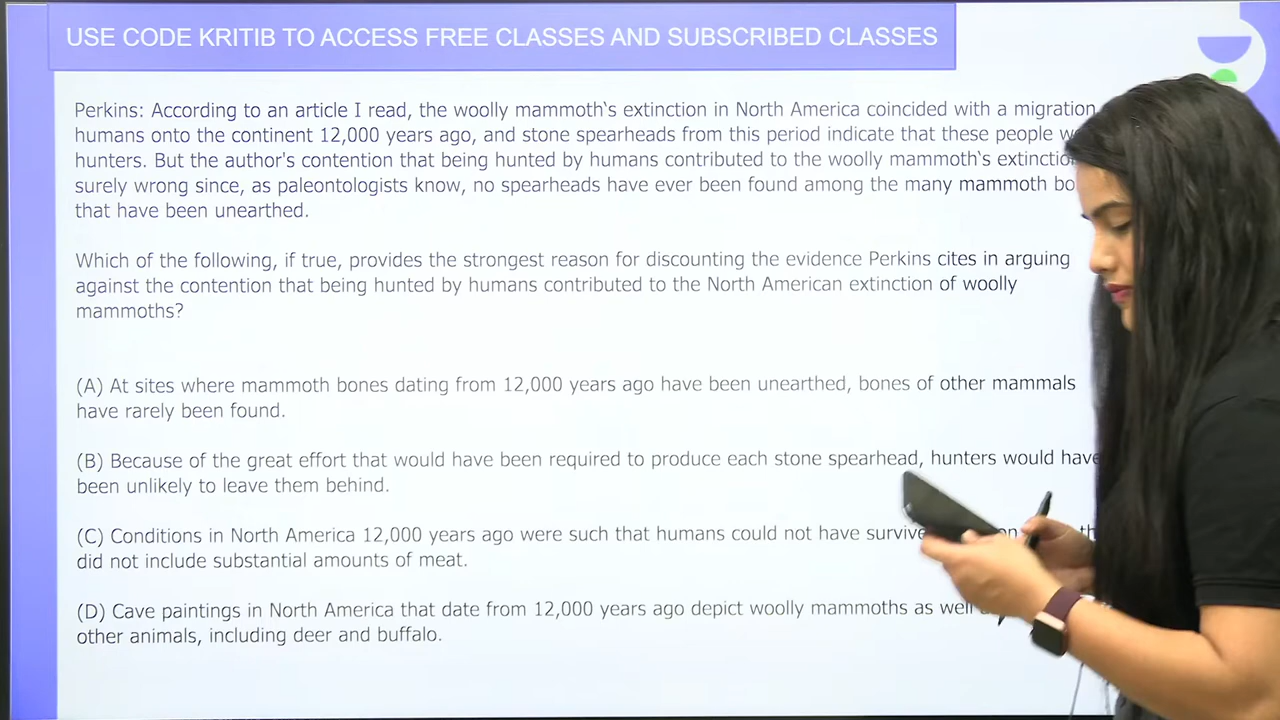 USE CODE KRITIB TO ACCESS FREE CLASSES AND SUBSCRIBED CLASSES
Perkins: According to an article I read, the woolly mammoth's extinction in North America coincided with a migration
humans onto the continent 12,000 years ago, and stone spearheads from this period indicate that these people
hunters. But the author's contention that being hunted by humans contributed to the woolly mammoth's
surely wrong since, as paleontologists know, no spearheads have ever been found among the many mammoth
that have been unearthed.
Which of the following, if true, provides the strongest reason for discounting the evidence Perkins cites in arguing
against the contention that being hunted by humans contributed to the North American extinction of woolly
mammoths?
(A) At sites where mammoth bones dating from 12,000 years ago have been unearthed, bones of other mammals
have rarely been found.
(B) Because of the great effort that would have been required to produce each stone spearhead, hunters would have
been unlikely to leave them behind.
(C) Conditions in North America 12,000 years ago were such that humans could not have
did not include substantial amounts of meat.
(D) Cave paintings in North America that date from 12,000 years ago depict woolly mammoths as well
other animals, including deer and buffalo.